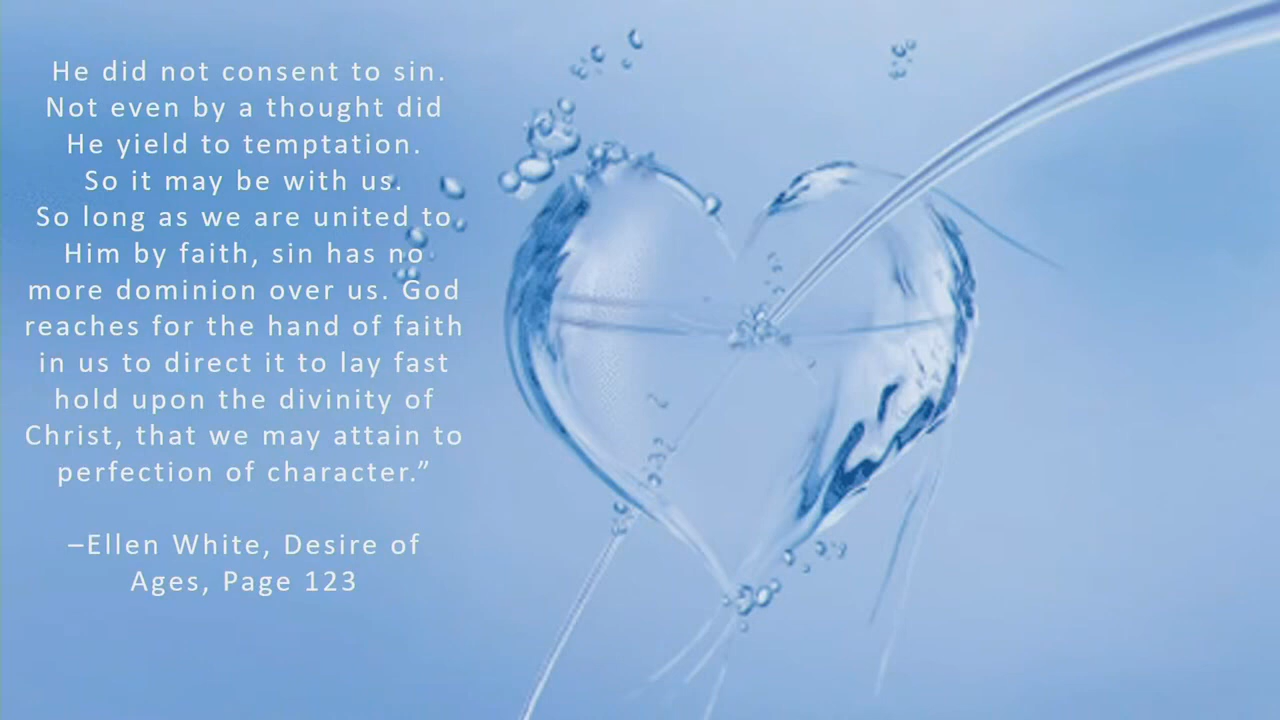 He did not consent to sin.
Not even by a thought did
He yield to temptation.
So it may be with us.
So long as we are united to
Him by faith, sin has no
more dominion over us. God
reaches for the hand of faith
in us to direct it to lay fast
hold upon the divinity of
Christ, that we may attain to
perfection of character.”
–Ellen White, Desire of
Ages, Page 123